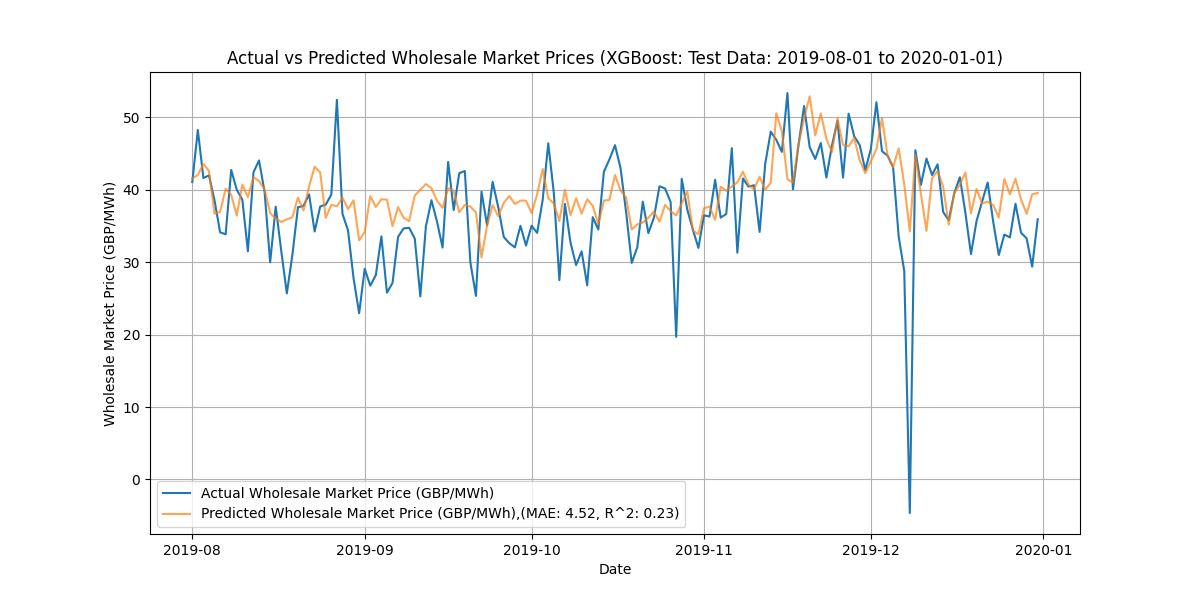 Actual vs Predicted Wholesale Market Prices (XGBoost: Test Data: 2019-08-01 to 2020-01-01)
Wholesale Market Price (GBP/MWh)
50
40
30
20
10
0
Actual Wholesale Market Price (GBP/MWh)
Predicted Wholesale Market Price (GBP/MWh),(MAE: 4.52, R^2: 0.23)
2019-08 2019-09 2019-10 2019-11 2019-12 2020-01
Date